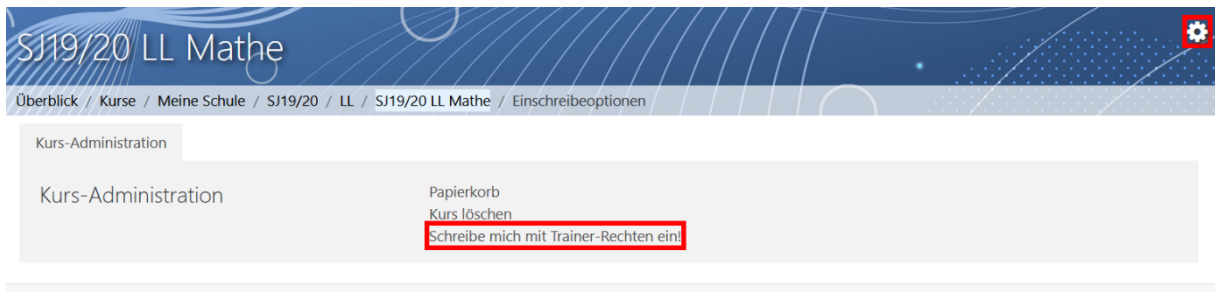 SJ19/20 LL Mathe
Überblick / Kurse / Meine Schule / SJ19/20 / LL / SJ19/20 LL Mathe / Einschreibeoptionen
Kurs-Administration
Kurs-Administration
Papierkorb
Kurs löschen
Schreibe mich mit Trainer-Rechten ein!